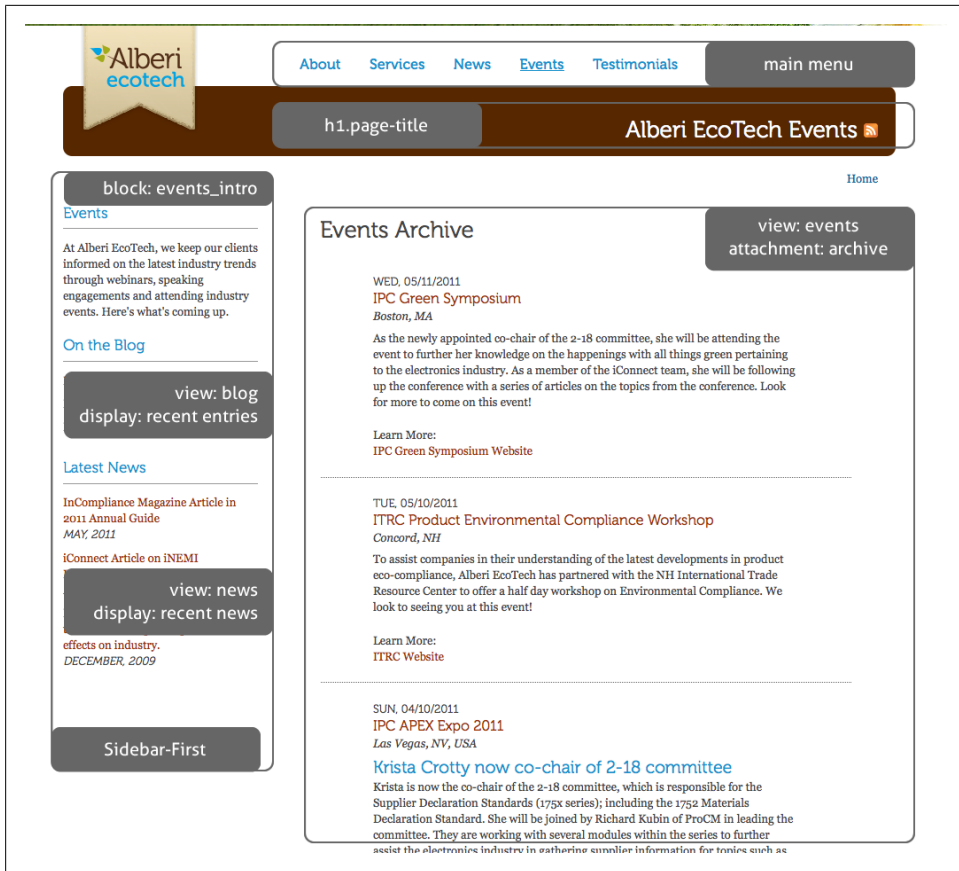 Alberi
ecotech
About Services News Events Testimonials
main menu
h1.page-title
Alberi EcoTech Events
Home
block: events_intro
Events
At Alberi EcoTech, we keep our clients
informed on the latest industry trends
through webinars, speaking
engagements and attending industry
events. Here's what's coming up.
On the Blog
view: blog
display: recent entries
Latest News
InCompliance Magazine Article in
2011 Annual Guide
MAY, 2011
iConnect Article on iNEMI
view: news
display: recent news
effects on industry.
DECEMBER, 2009
Sidebar-First
Events Archive
view: events
attachment: archive
WED, 05/11/2011
IPC Green Symposium
Boston, MA
As the newly appointed co-chair of the 2-18 committee, she will be attending the
event to further her knowledge on the happenings with all things green pertaining
to the electronics industry. As a member of the iConnect team, she will be following
up the conference with a series of articles on the topics from the conference. Look
for more to come on this event!
Learn More:
IPC Green Symposium Website
TUE, 05/10/2011
ITRC Product Environmental Compliance Workshop
Concord, NH
To assist companies in their understanding of the latest developments in product
eco-compliance, Alberi EcoTech has partnered with the NH International Trade
Resource Center to offer a half day workshop on Environmental Compliance. We
look to seeing you at this event!
Learn More:
ITRC Website
SUN, 04/10/2011
IPC APEX Expo 2011
Las Vegas, NV, USA
Krista Crotty now co-chair of 2-18 committee
Krista is now the co-chair of the 2-18 committee, which is responsible for the
Supplier Declaration Standards (175x series); including the 1752 Materials
Declaration Standard. She will be joined by Richard Kubin of ProCM in leading the
committee. They are working with several modules within the series to further
assist the electronics industry in gathering supplier information for topics such as